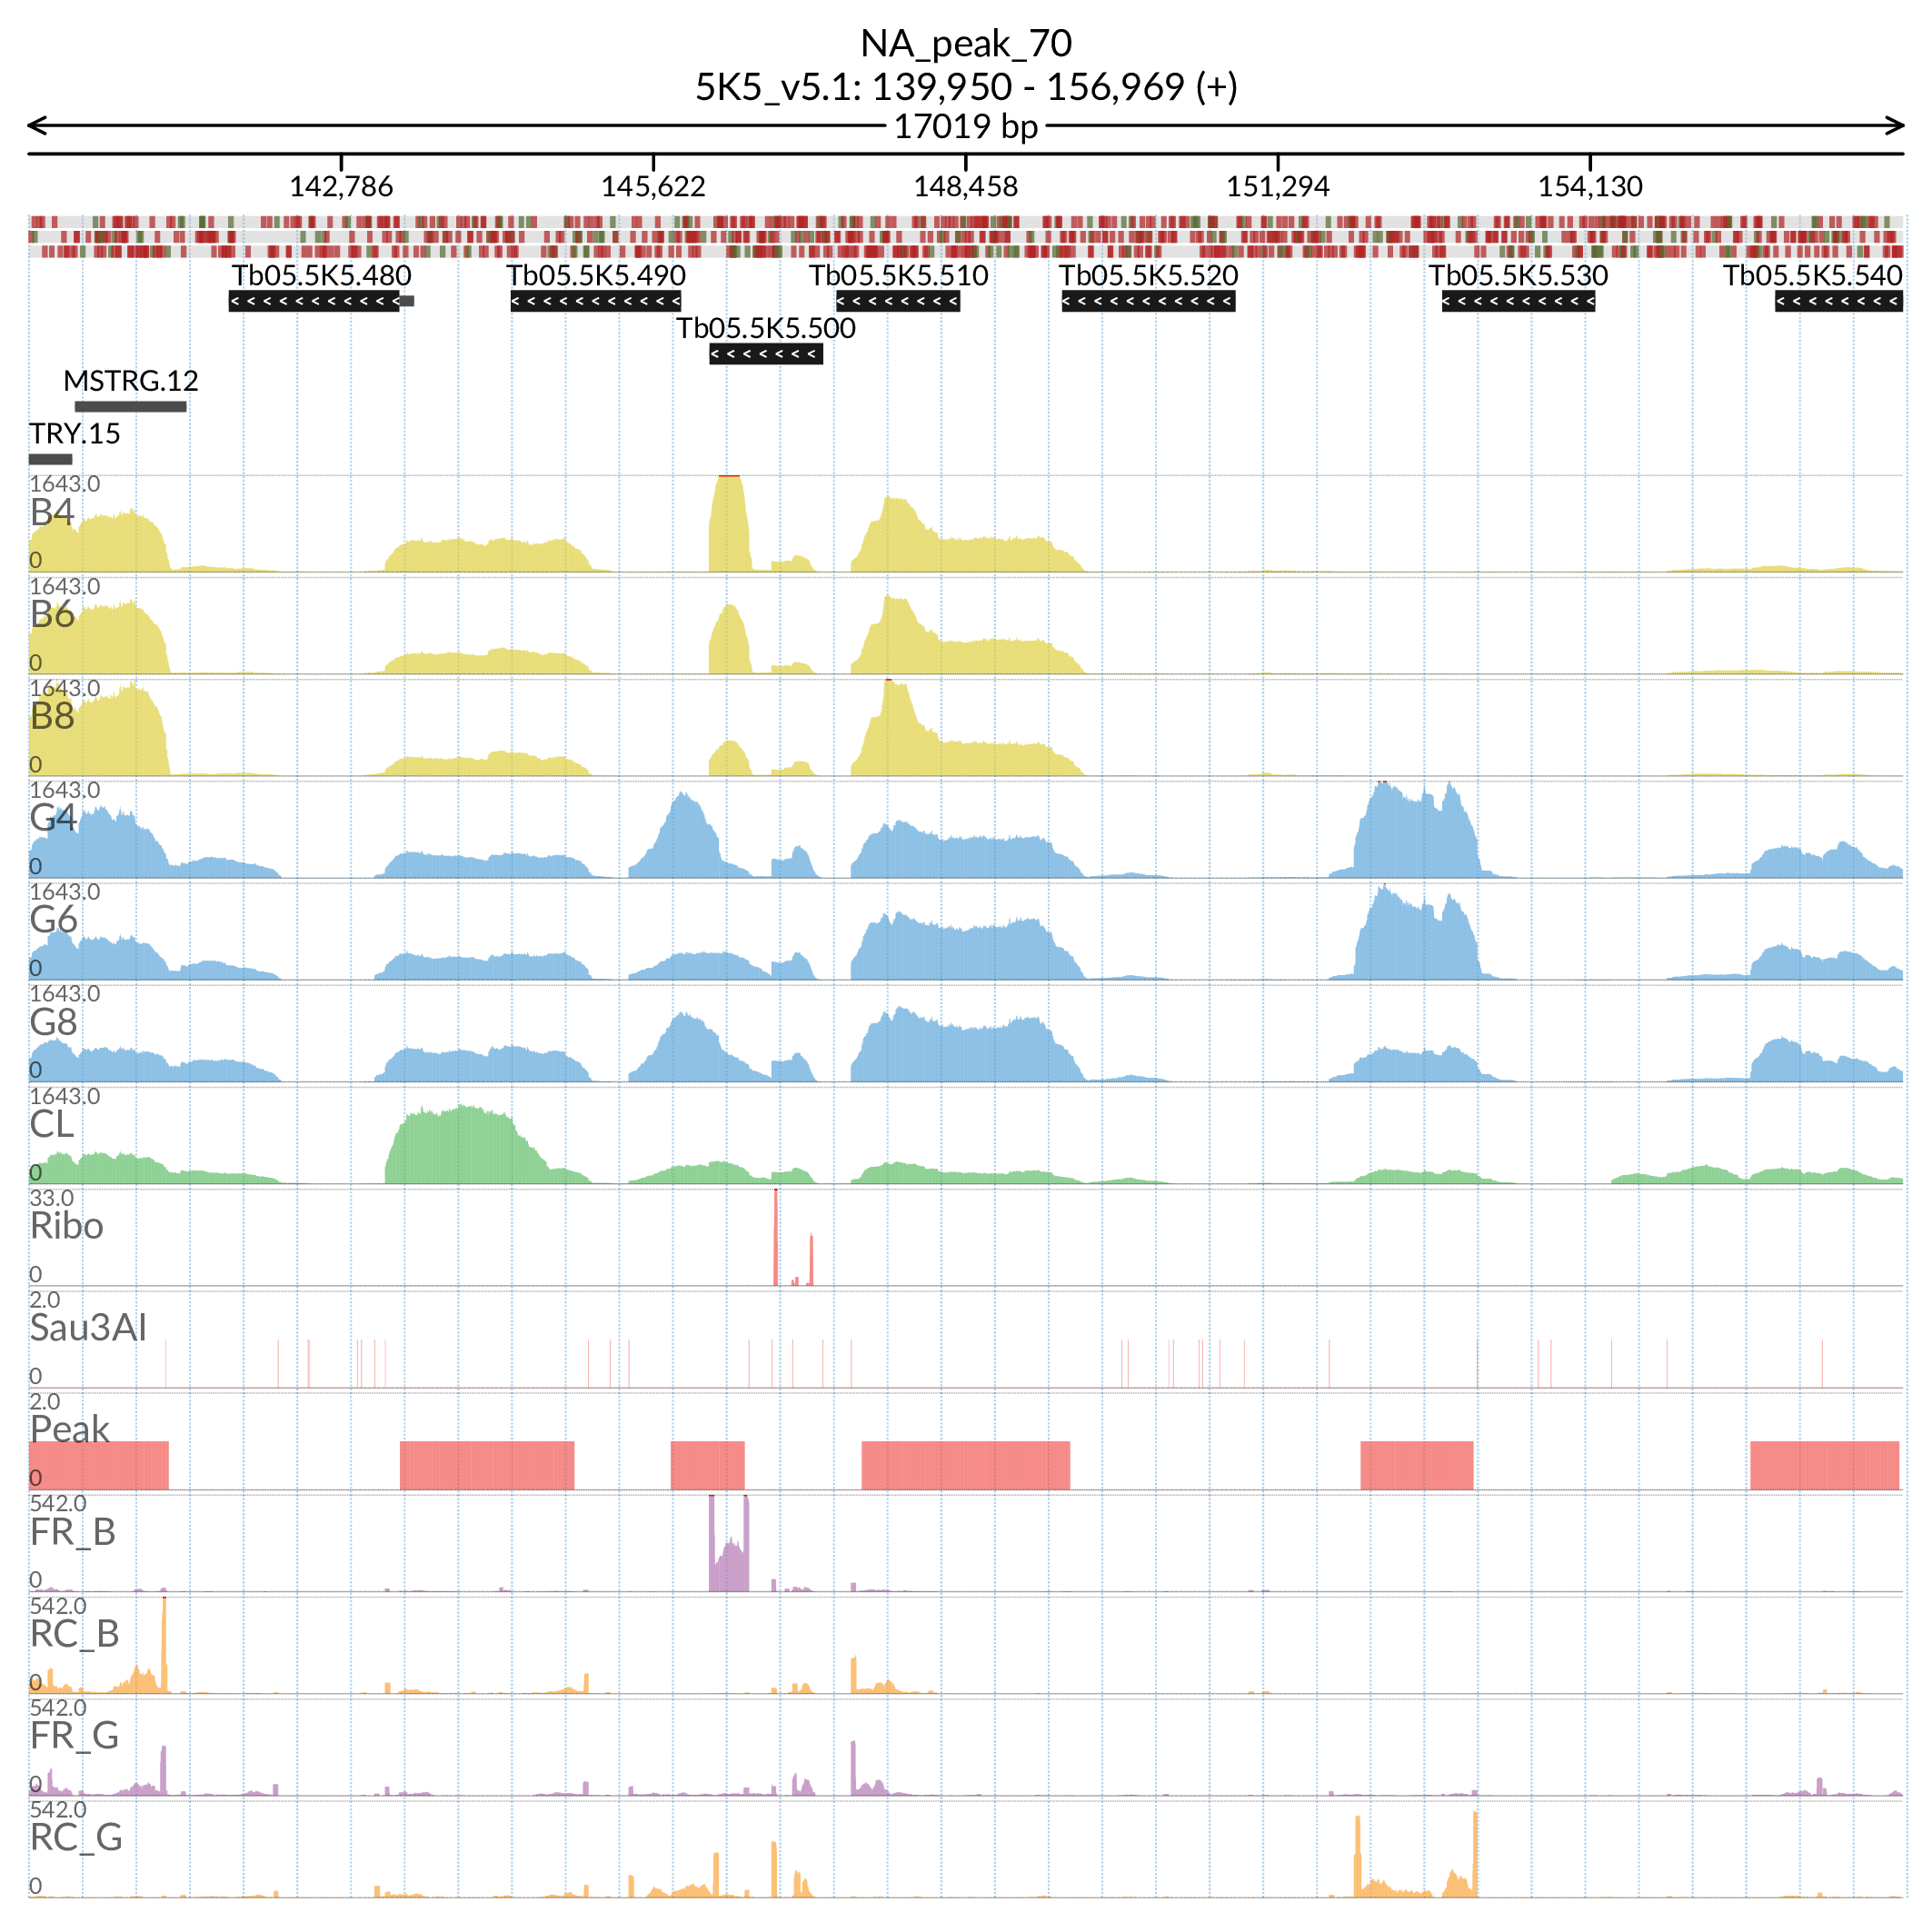 NA_peak_70
5K5_v5.1: 139,950 - 156,969 (+)
17019 bp
142,786 145,622 148,458 151,294 154,130
Tb05.5K5.480 Tb05.5K5.490 Tb05.5K5.510 Tb05.5K5.520 Tb05.5K5.530 Tb05.5K5.540
Tb05.5K5.500
MSTRG.12
TRY.15
1643.0
B4
0
1643.0
B6
0
1643.0
B8
0
1643.0
G4
0
1643.0
G6
0
1643.0
G8
0
1643.0
CL
0
33.0
Ribo
0
2.0
Sau3AI
0
2.0
Peak
0
542.0
FR_B
0
542.0
RC_B
0
542.0
FR_G
0
542.0
RC_G
0